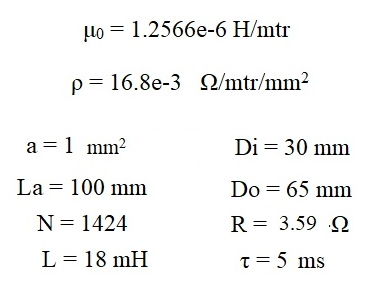 μ₀ = 1.2566e-6 H/mtr
ρ = 16.8e-3 Ω/mtr/mm²
a = 1 mm² Di = 30 mm
La = 100 mm Do = 65 mm
N = 1424 R = 3.59 Ω
L = 18 mH τ = 5 ms